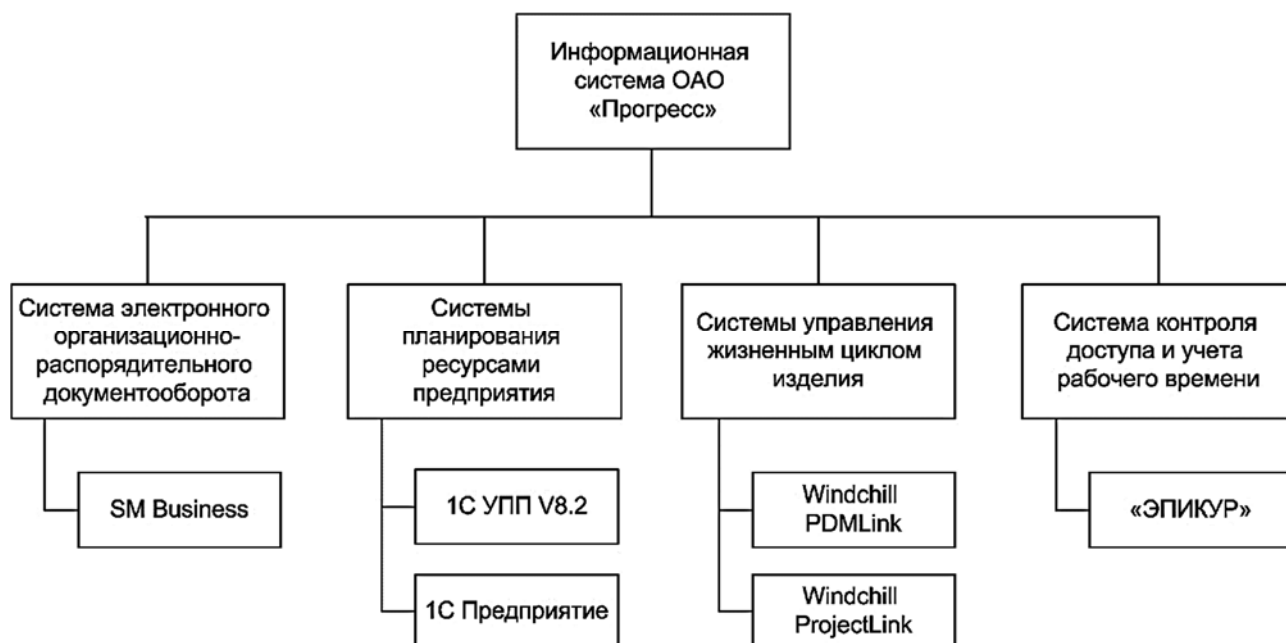 Информационная
система ОАО
«Прогресс»
Система электронного
организационно-
распорядительного
документооборота
Системы
планирования
ресурсами
предприятия
Системы управления
жизненным циклом
изделия
Система контроля
доступа и учета
рабочего времени
SM Business
1С УПП V8.2
1С Предприятие
Windchill
PDMLink
Windchill
ProjectLink
«ЭПИКУР»